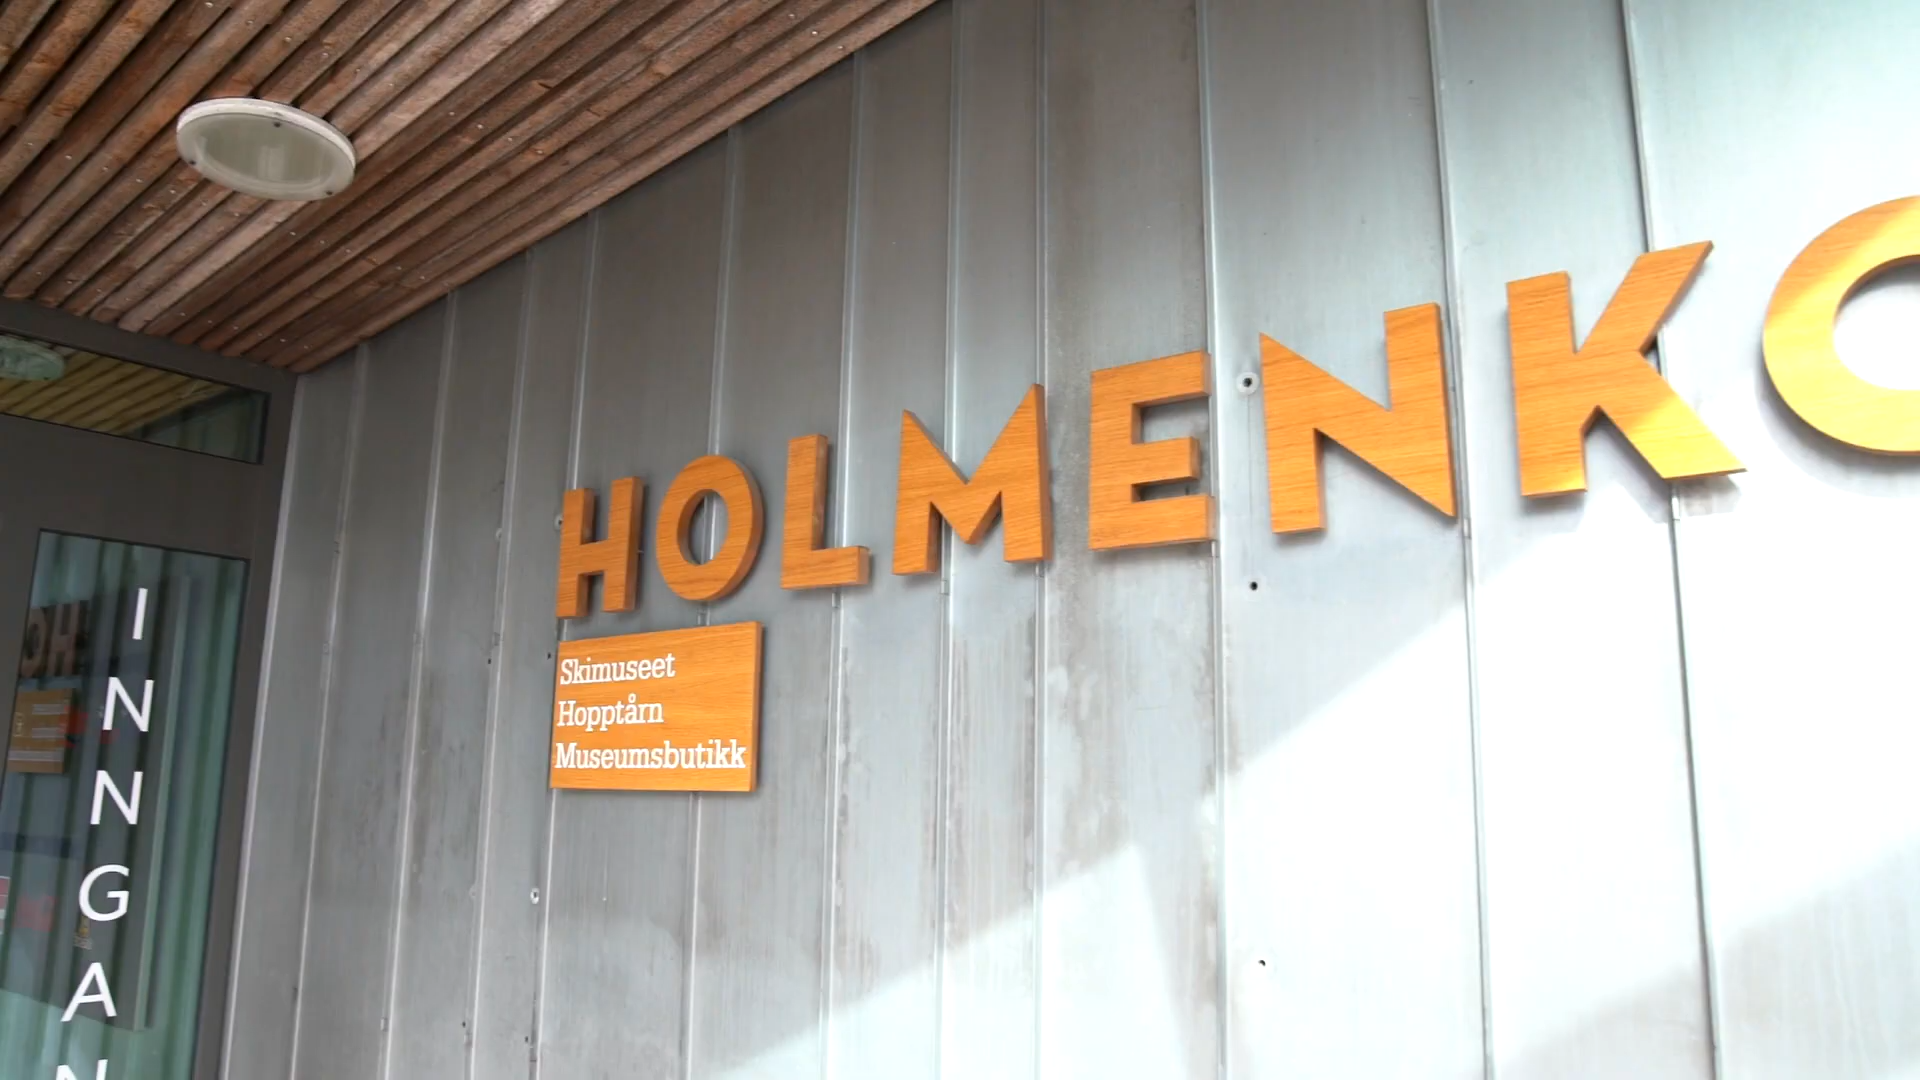 HOLMENKO
Skimuseet
Hopptårn
Museumsbutikk
INNGAN